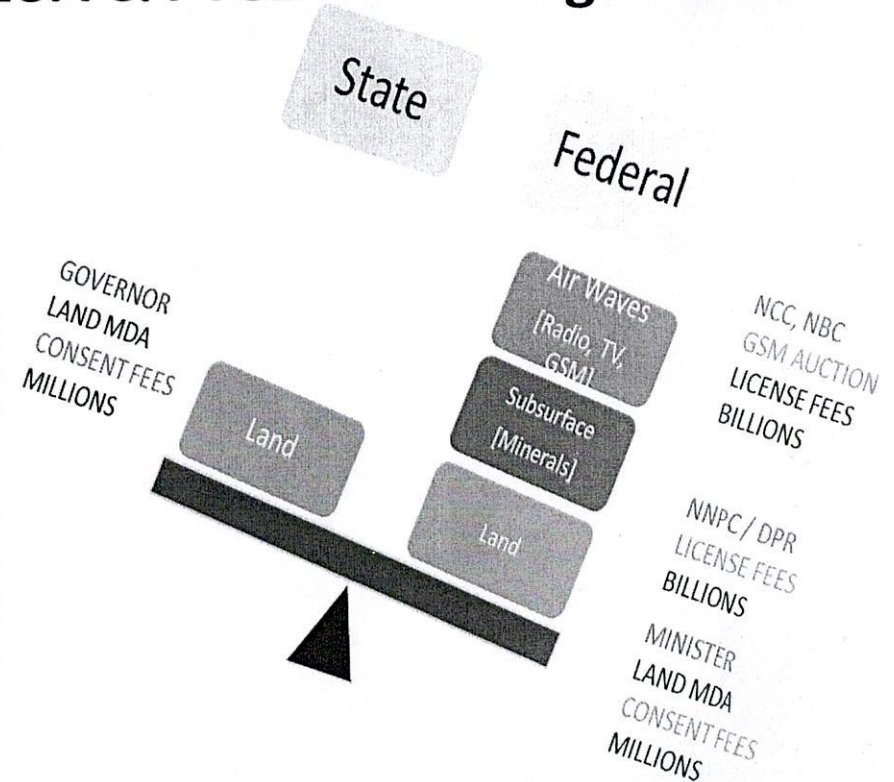 State
Federal
GOVERNOR
LAND MDA
CONSENT FEES
MILLIONS
Land
Air Waves
[Radio, TV,
GSM]
Subsurface
[Minerals]
Land
NCC, NBC
GSM AUCTION
LICENSE FEES
BILLIONS
NNPC / DPR
LICENSE FEES
BILLIONS
MINISTER
LAND MDA
CONSENT FEES
MILLIONS